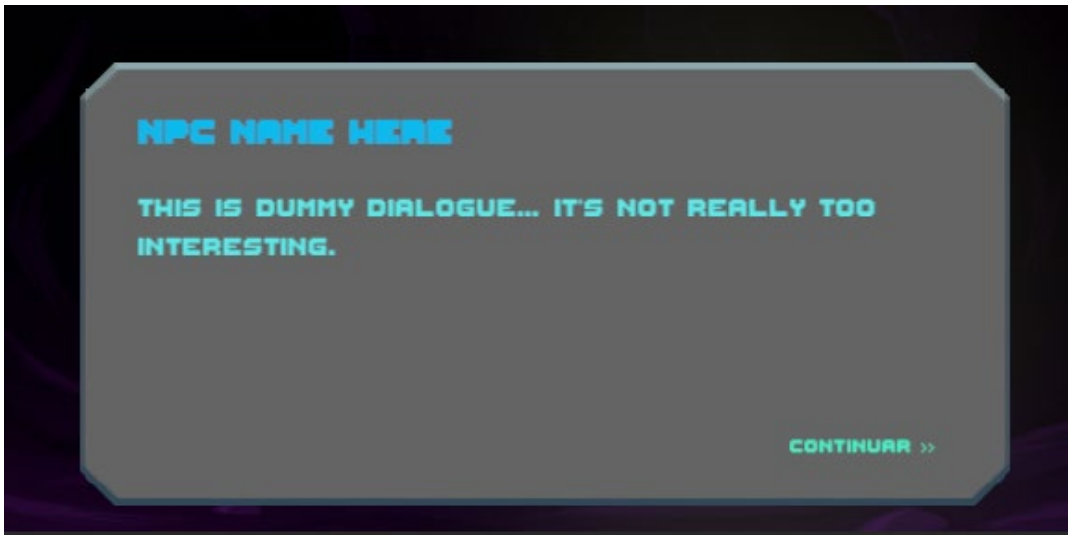 NPC NAME HERE
THIS IS DUMMY DIALOGUE... IT'S NOT REALLY TOO
INTERESTING.
CONTINUAR >>